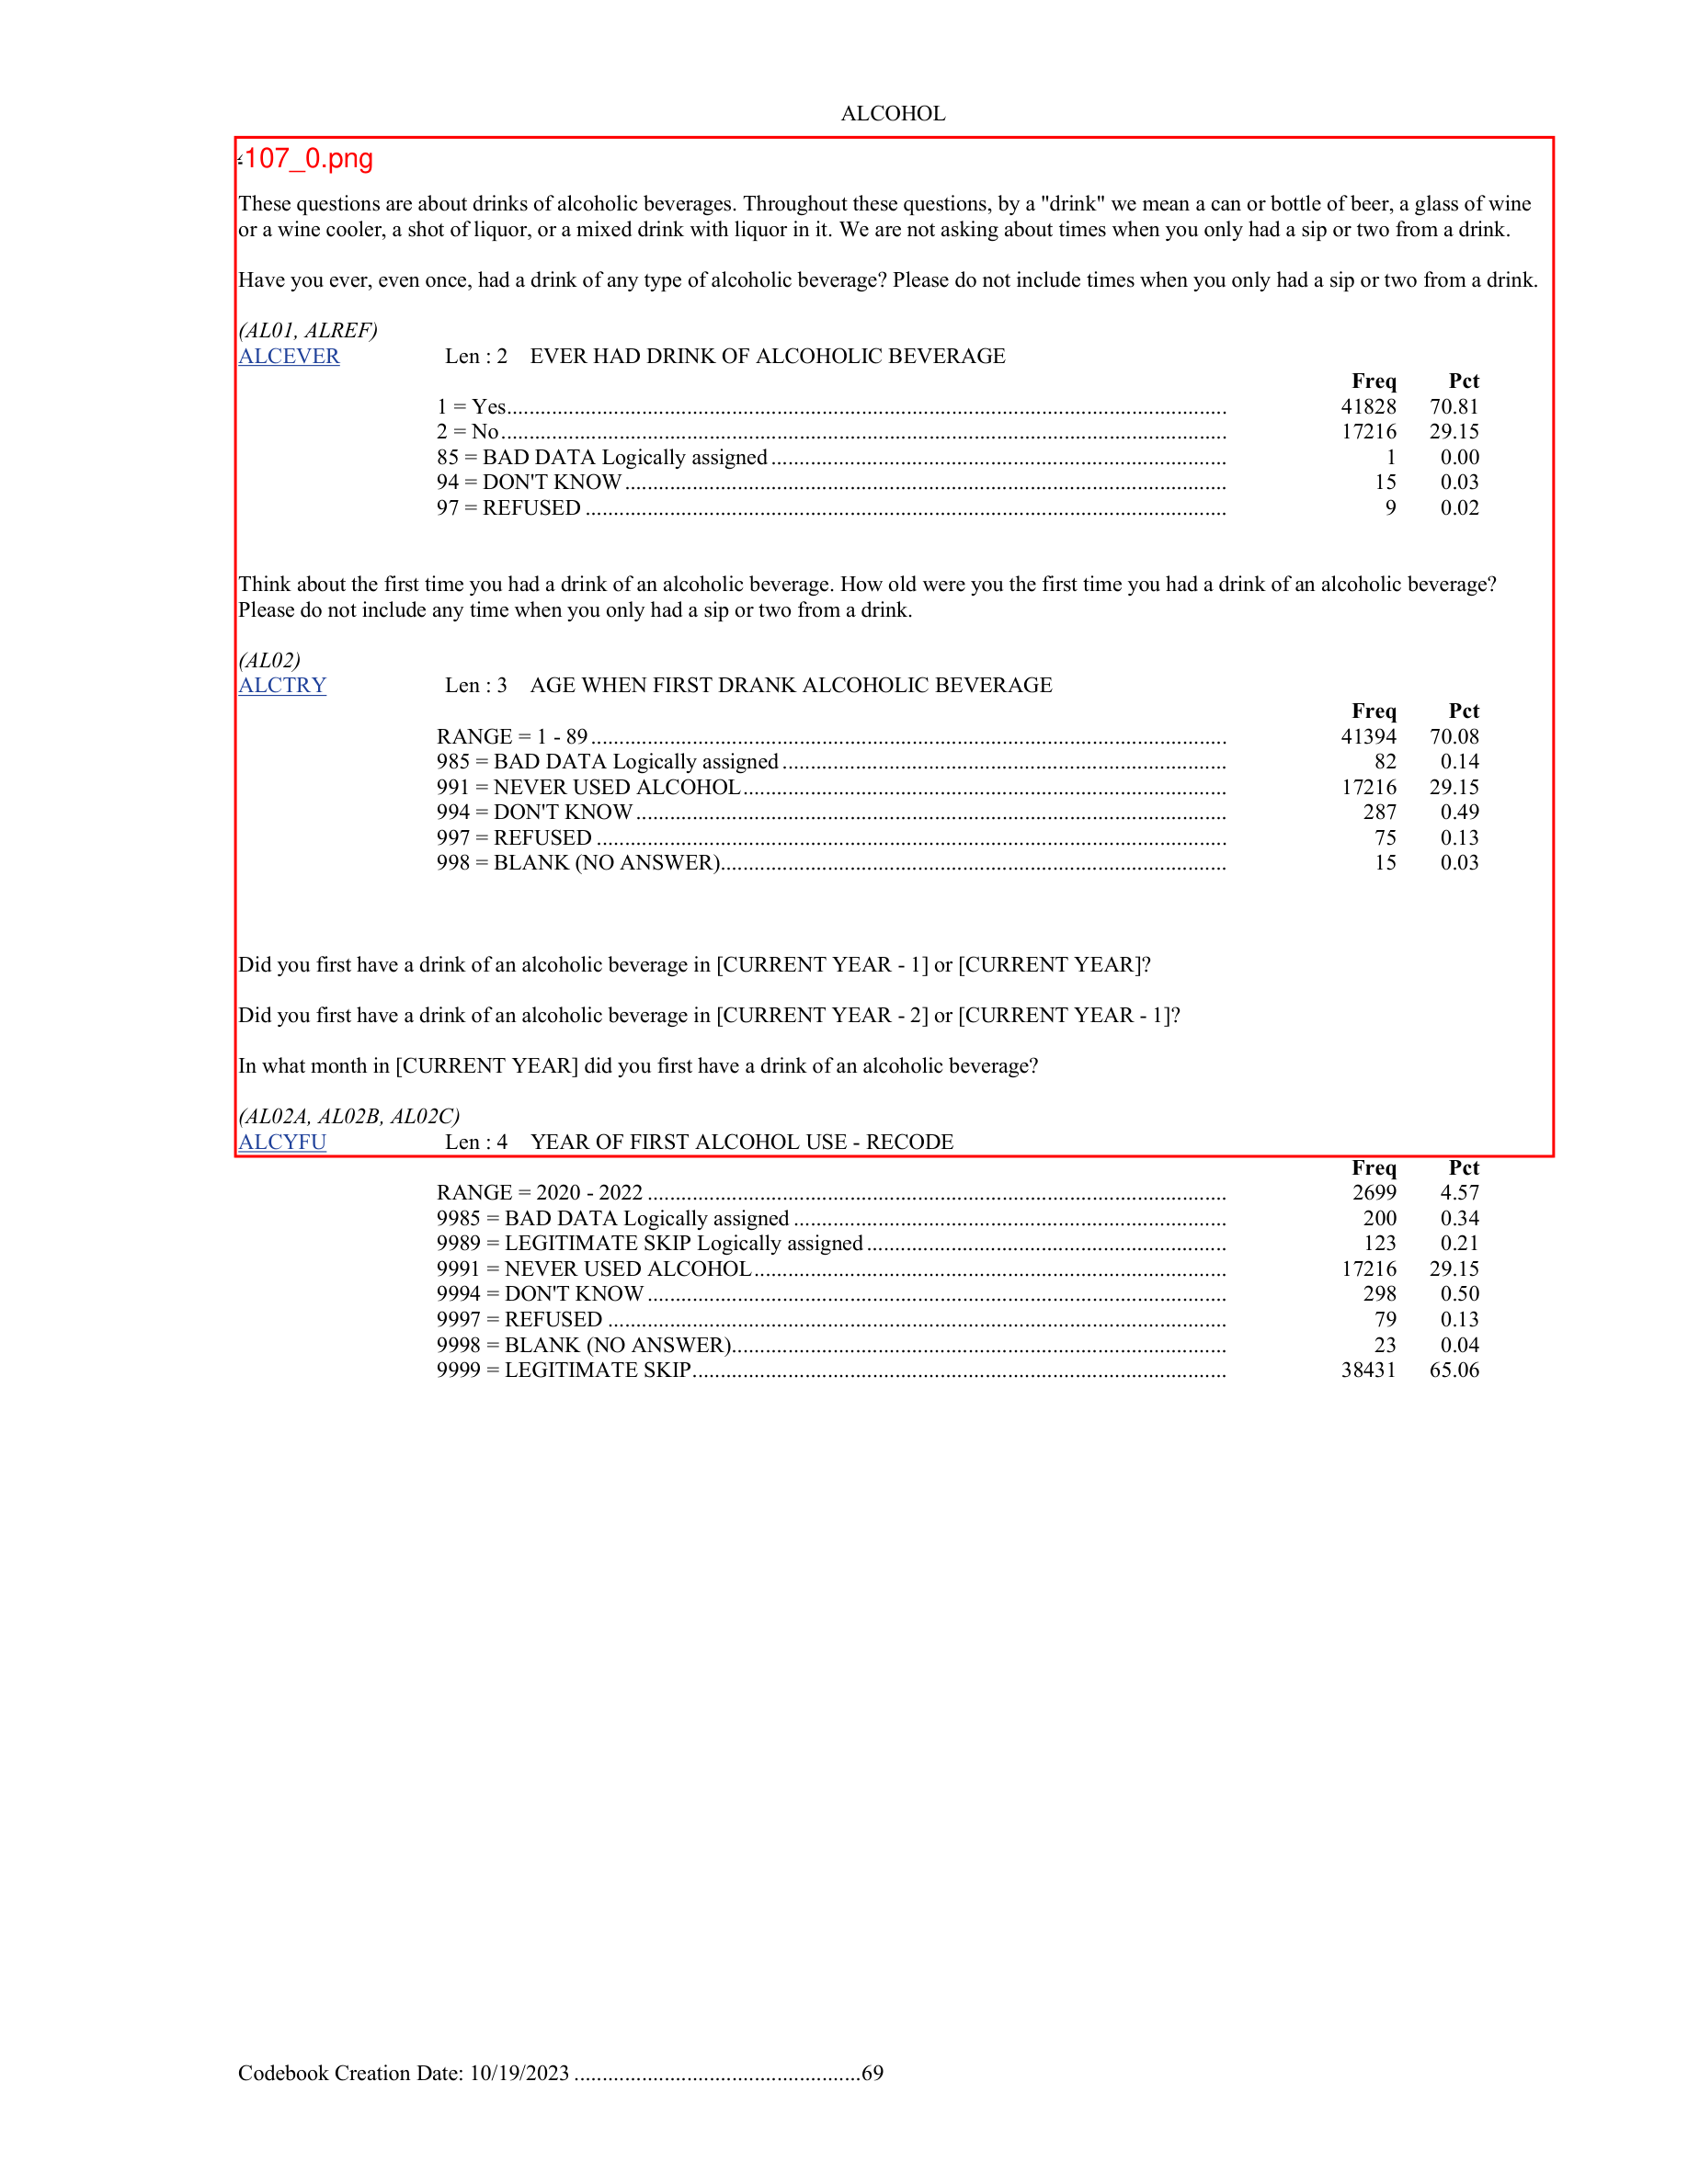 ALCOHOL
107_0.png
These questions are about drinks of alcoholic beverages. Throughout these questions, by a "drink" we mean a can or bottle of beer, a glass of wine
or a wine cooler, a shot of liquor, or a mixed drink with liquor in it. We are not asking about times when you only had a sip or two from a drink.
Have you ever, even once, had a drink of any type of alcoholic beverage? Please do not include times when you only had a sip or two from a drink.
(AL01, ALREF)
ALCEVER Len : 2 EVER HAD DRINK OF ALCOHOLIC BEVERAGE
Freq Pct
1 = Yes 41828 70.81
2 = No 17216 29.15
85 = BAD DATA Logically assigned 1 0.00
94 = DON'T KNOW 15 0.03
97 = REFUSED 9 0.02
Think about the first time you had a drink of an alcoholic beverage. How old were you the first time you had a drink of an alcoholic beverage?
Please do not include any time when you only had a sip or two from a drink.
(AL02)
ALCTRY Len : 3 AGE WHEN FIRST DRANK ALCOHOLIC BEVERAGE
Freq Pct
RANGE = 1 - 89 41394 70.08
985 = BAD DATA Logically assigned 82 0.14
991 = NEVER USED ALCOHOL 17216 29.15
994 = DON'T KNOW 287 0.49
997 = REFUSED 75 0.13
998 = BLANK (NO ANSWER) 15 0.03
Did you first have a drink of an alcoholic beverage in [CURRENT YEAR - 1] or [CURRENT YEAR]?
Did you first have a drink of an alcoholic beverage in [CURRENT YEAR - 2] or [CURRENT YEAR - 1]?
In what month in [CURRENT YEAR] did you first have a drink of an alcoholic beverage?
(AL02A, AL02B, AL02C)
ALCYFU Len : 4 YEAR OF FIRST ALCOHOL USE - RECODE
Freq Pct
RANGE = 2020 - 2022 2699 4.57
9985 = BAD DATA Logically assigned 200 0.34
9989 = LEGITIMATE SKIP Logically assigned 123 0.21
9991 = NEVER USED ALCOHOL 17216 29.15
9994 = DON'T KNOW 298 0.50
9997 = REFUSED 79 0.13
9998 = BLANK (NO ANSWER) 23 0.04
9999 = LEGITIMATE SKIP 38431 65.06
Codebook Creation Date: 10/19/2023 69